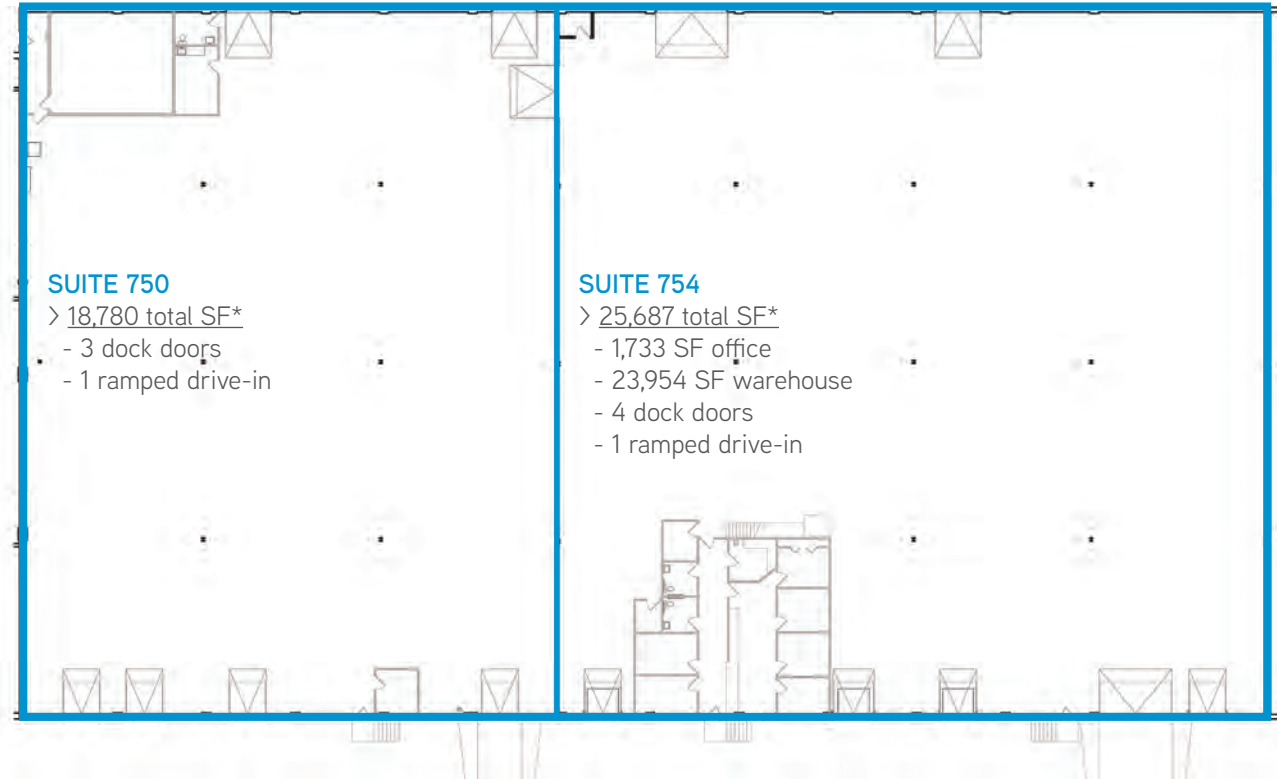 SUITE 750
> 18,780 total SF*
- 3 dock doors
- 1 ramped drive-in
SUITE 754
> 25,687 total SF*
- 1,733 SF office
- 23,954 SF warehouse
- 4 dock doors
- 1 ramped drive-in